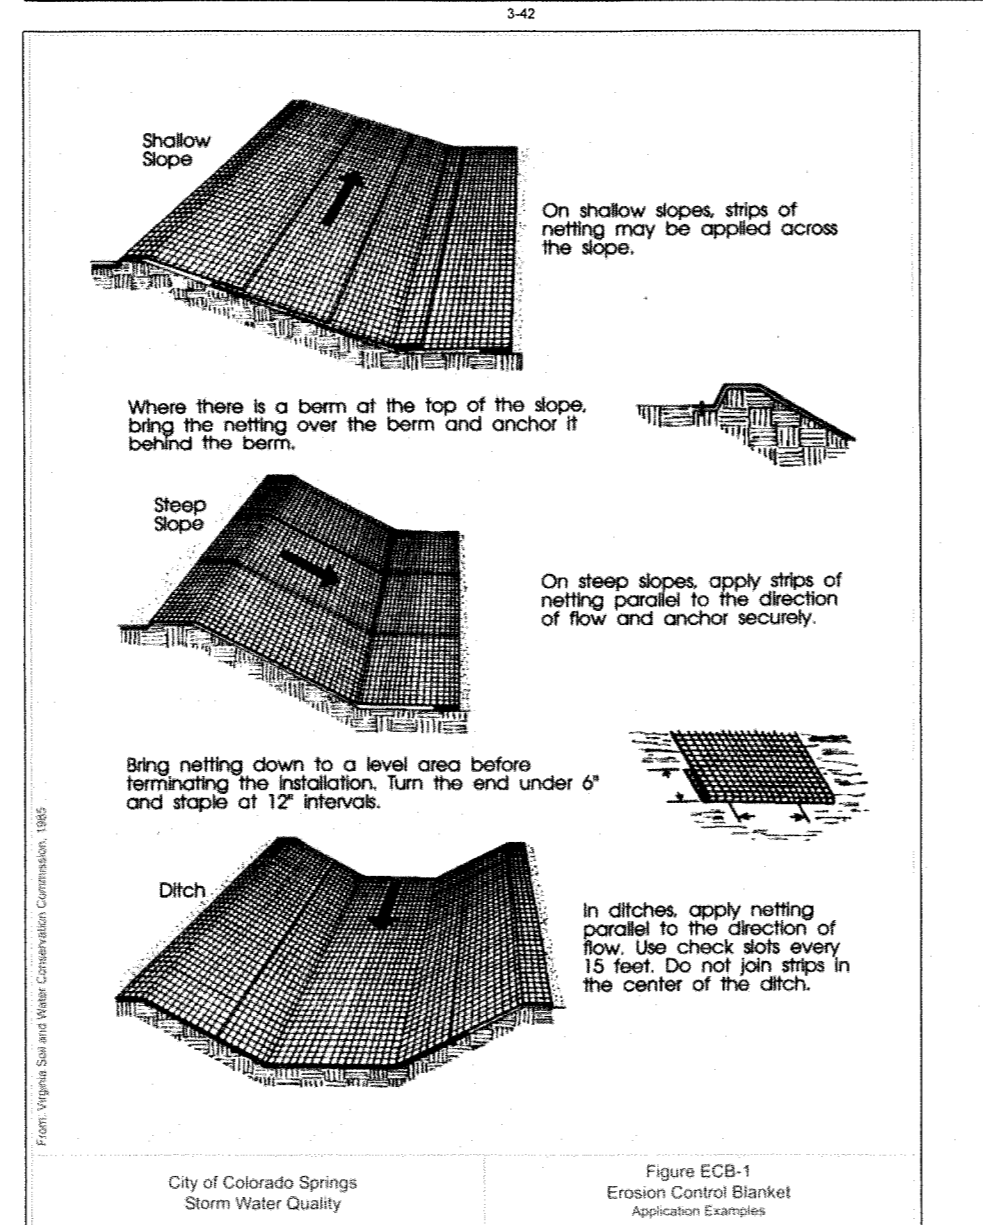 3-42
Shallow
Slope
On shallow slopes, strips of
netting may be applied across
the slope.
Where there is a berm at the top of the slope,
bring the netting over the berm and anchor it
behind the berm.
Steep
Slope
On steep slopes, apply strips of
netting parallel to the direction
of flow and anchor securely.
Bring netting down to a level area before
terminating the installation. Turn the end under 6"
and staple at 12" intervals.
Ditch
In ditches, apply netting
parallel to the direction of
flow. Use check slots every
15 feet. Do not join strips in
the center of the ditch.
From: Virginia Soil and Water Conservation Commission, 1985
City of Colorado Springs
Storm Water Quality
Figure ECB-1
Erosion Control Blanket
Application Examples